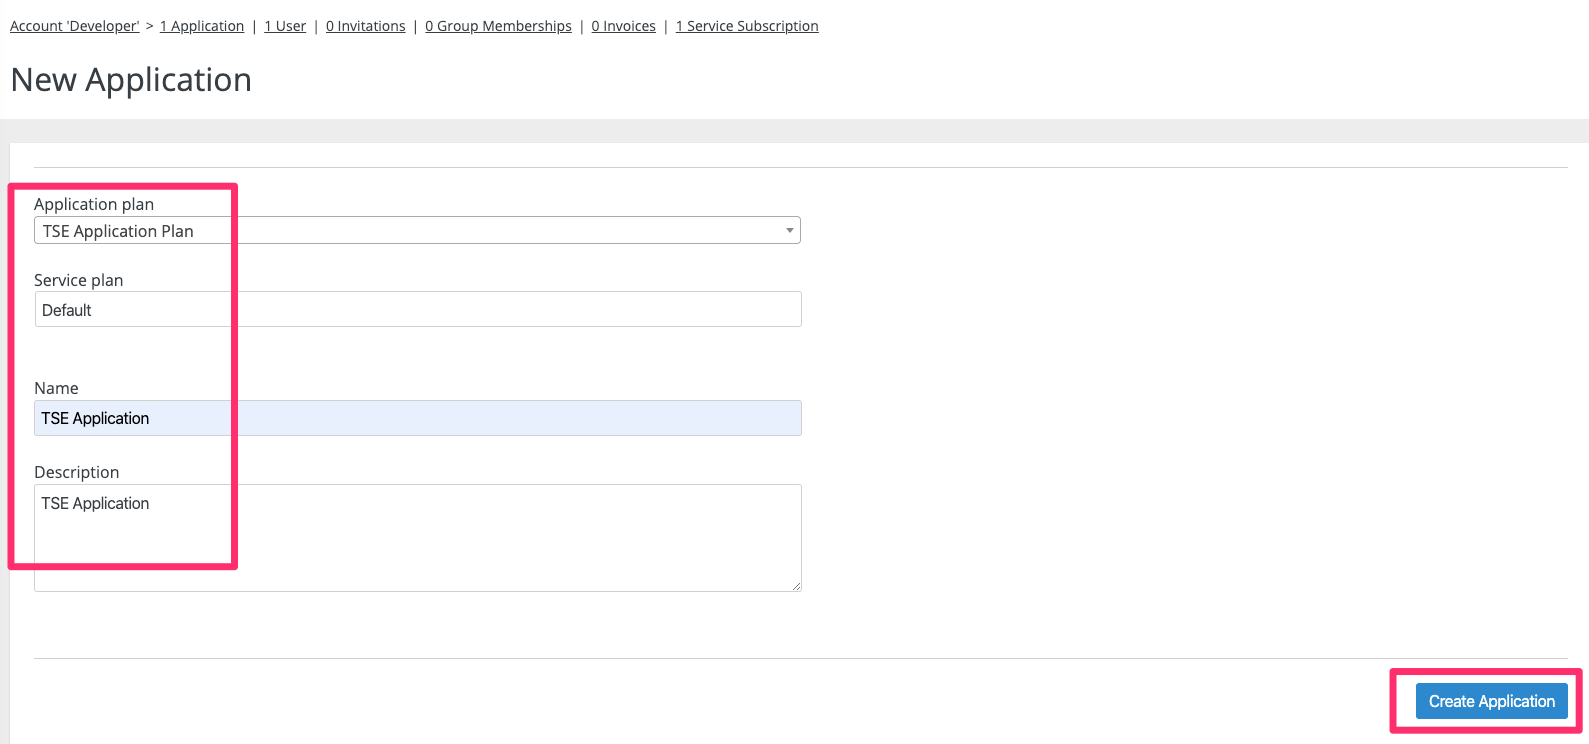 Account 'Developer' > 1 Application | 1 User | 0 Invitations | 0 Group Memberships | 0 Invoices | 1 Service Subscription
New Application
Application plan
TSE Application Plan
Service plan
Default
Name
TSE Application
Description
TSE Application
Create Application